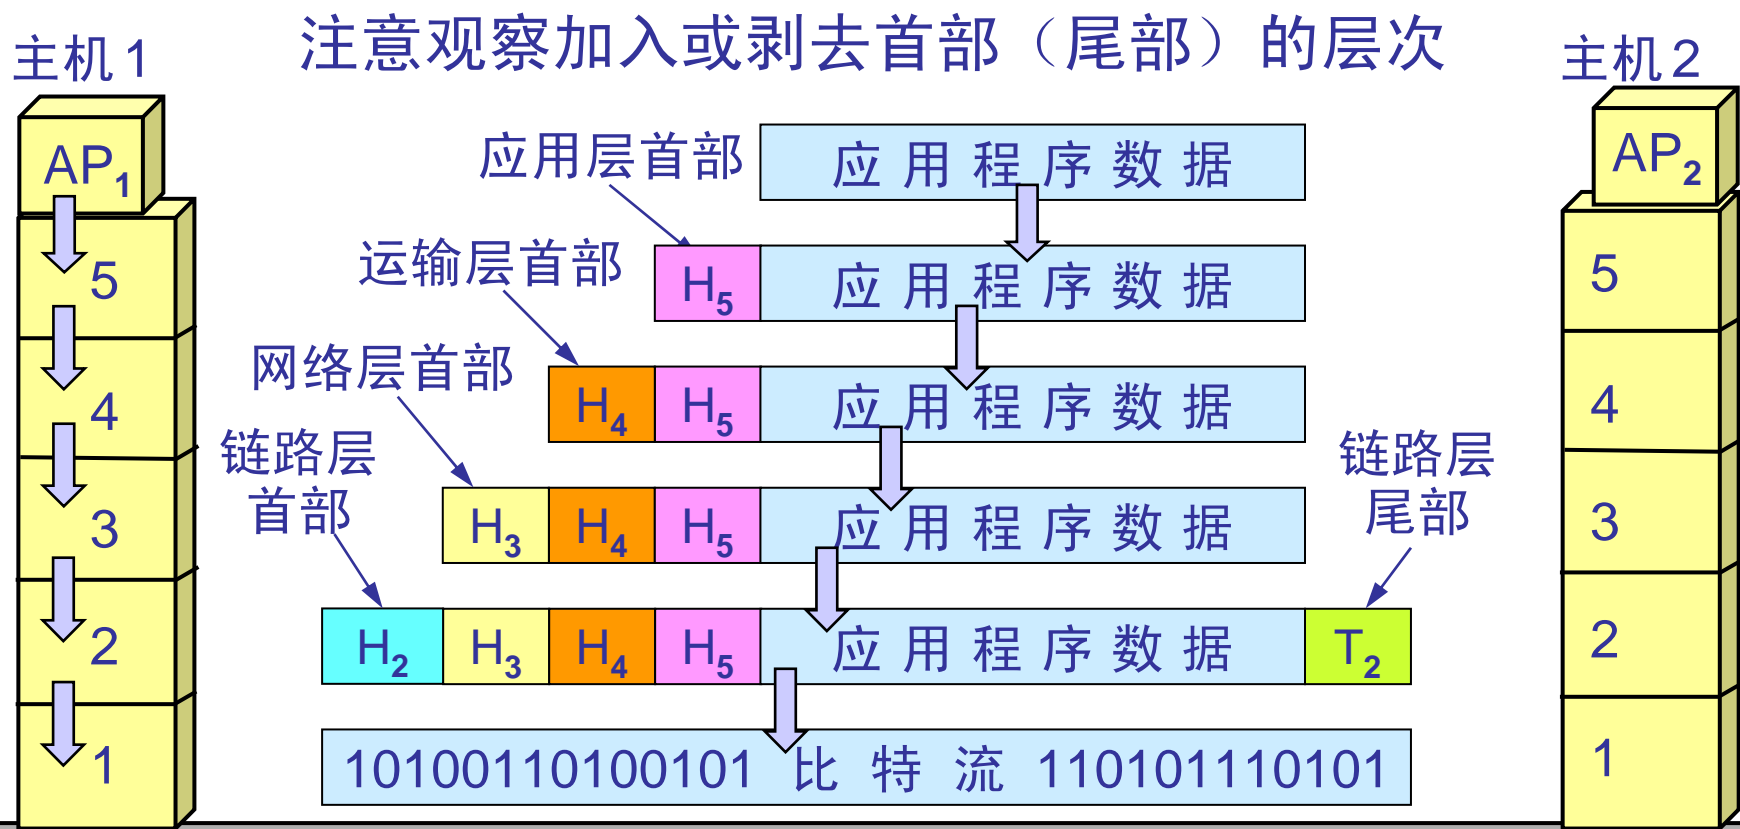 注意观察加入或剥去首部（尾部）的层次
主机 1
主机 2
AP1
5
4
3
2
1
应用层首部
应用程序数据
运输层首部
H5 应用程序数据
网络层首部
H4 H5 应用程序数据
链路层
首部
H3 H4 H5 应用程序数据
链路层
尾部
H2 H3 H4 H5 应用程序数据 T2
10100110100101 比特流 110101110101
AP2
5
4
3
2
1